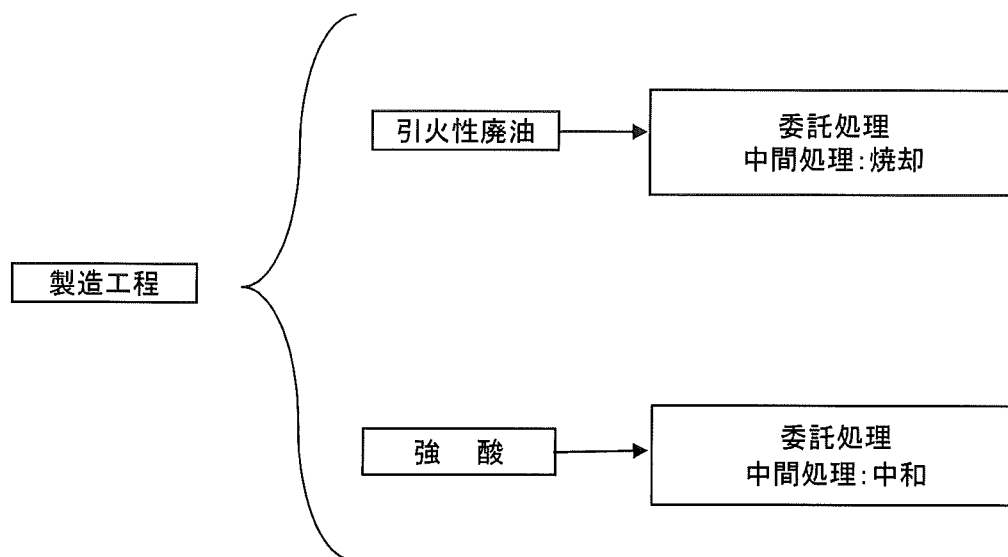 製造工程
引火性廃油
委託処理
中間処理:焼却
強 酸
委託処理
中間処理:中和